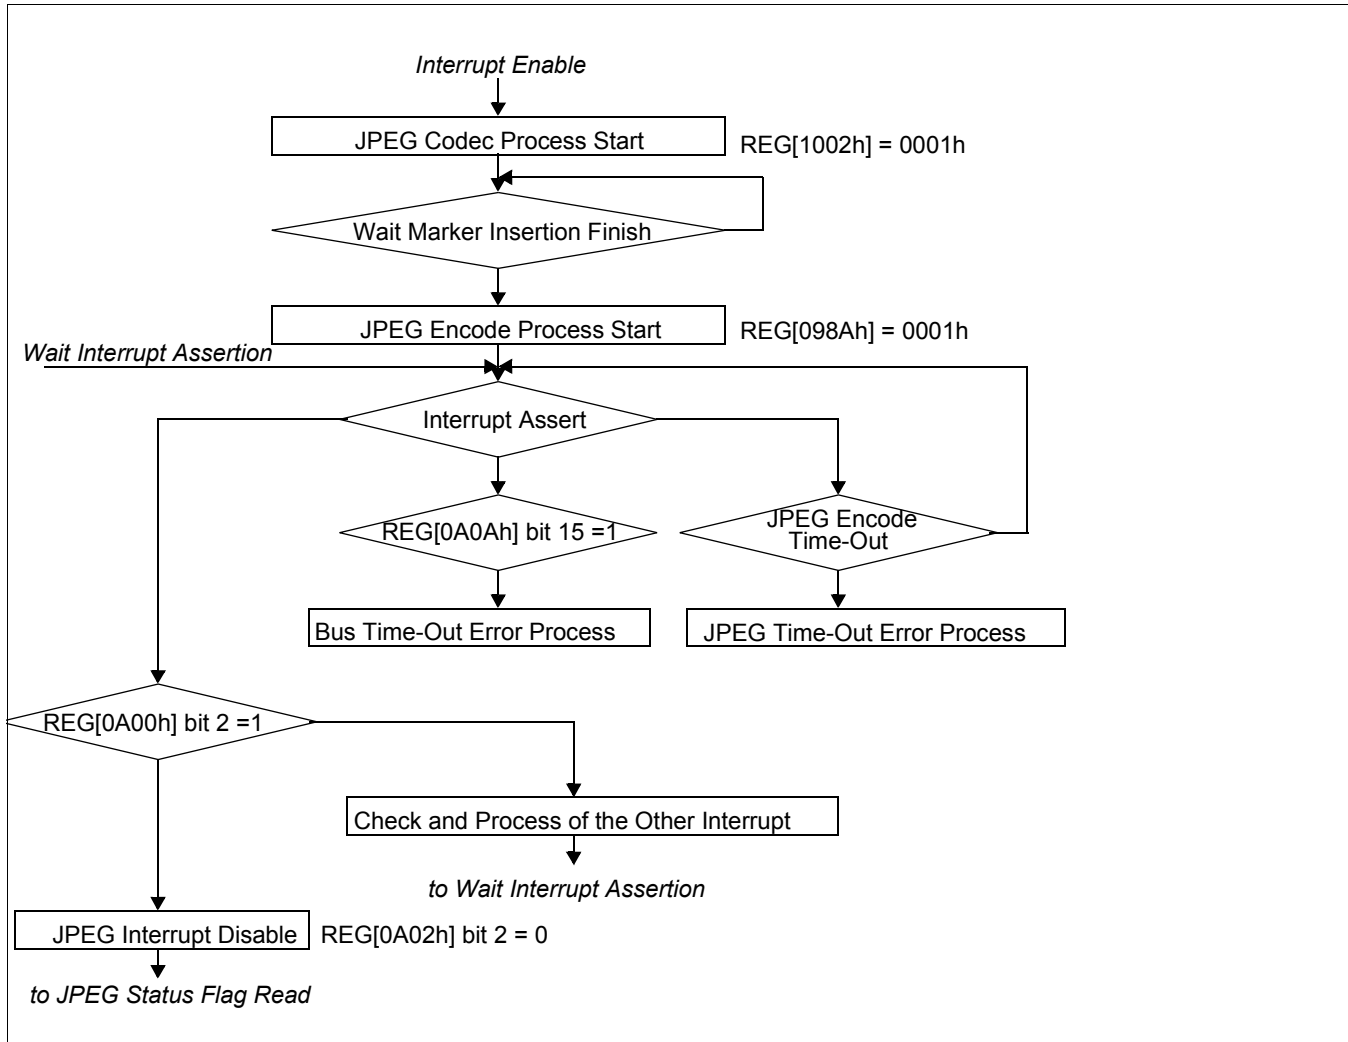 Interrupt Enable
JPEG Codec Process Start
REG[1002h] = 0001h
Wait Marker Insertion Finish
JPEG Encode Process Start
REG[098Ah] = 0001h
Wait Interrupt Assertion
Interrupt Assert
REG[0A0Ah] bit 15 =1
JPEG Encode
Time-Out
Bus Time-Out Error Process
JPEG Time-Out Error Process
REG[0A00h] bit 2 =1
Check and Process of the Other Interrupt
to Wait Interrupt Assertion
JPEG Interrupt Disable
REG[0A02h] bit 2 = 0
to JPEG Status Flag Read